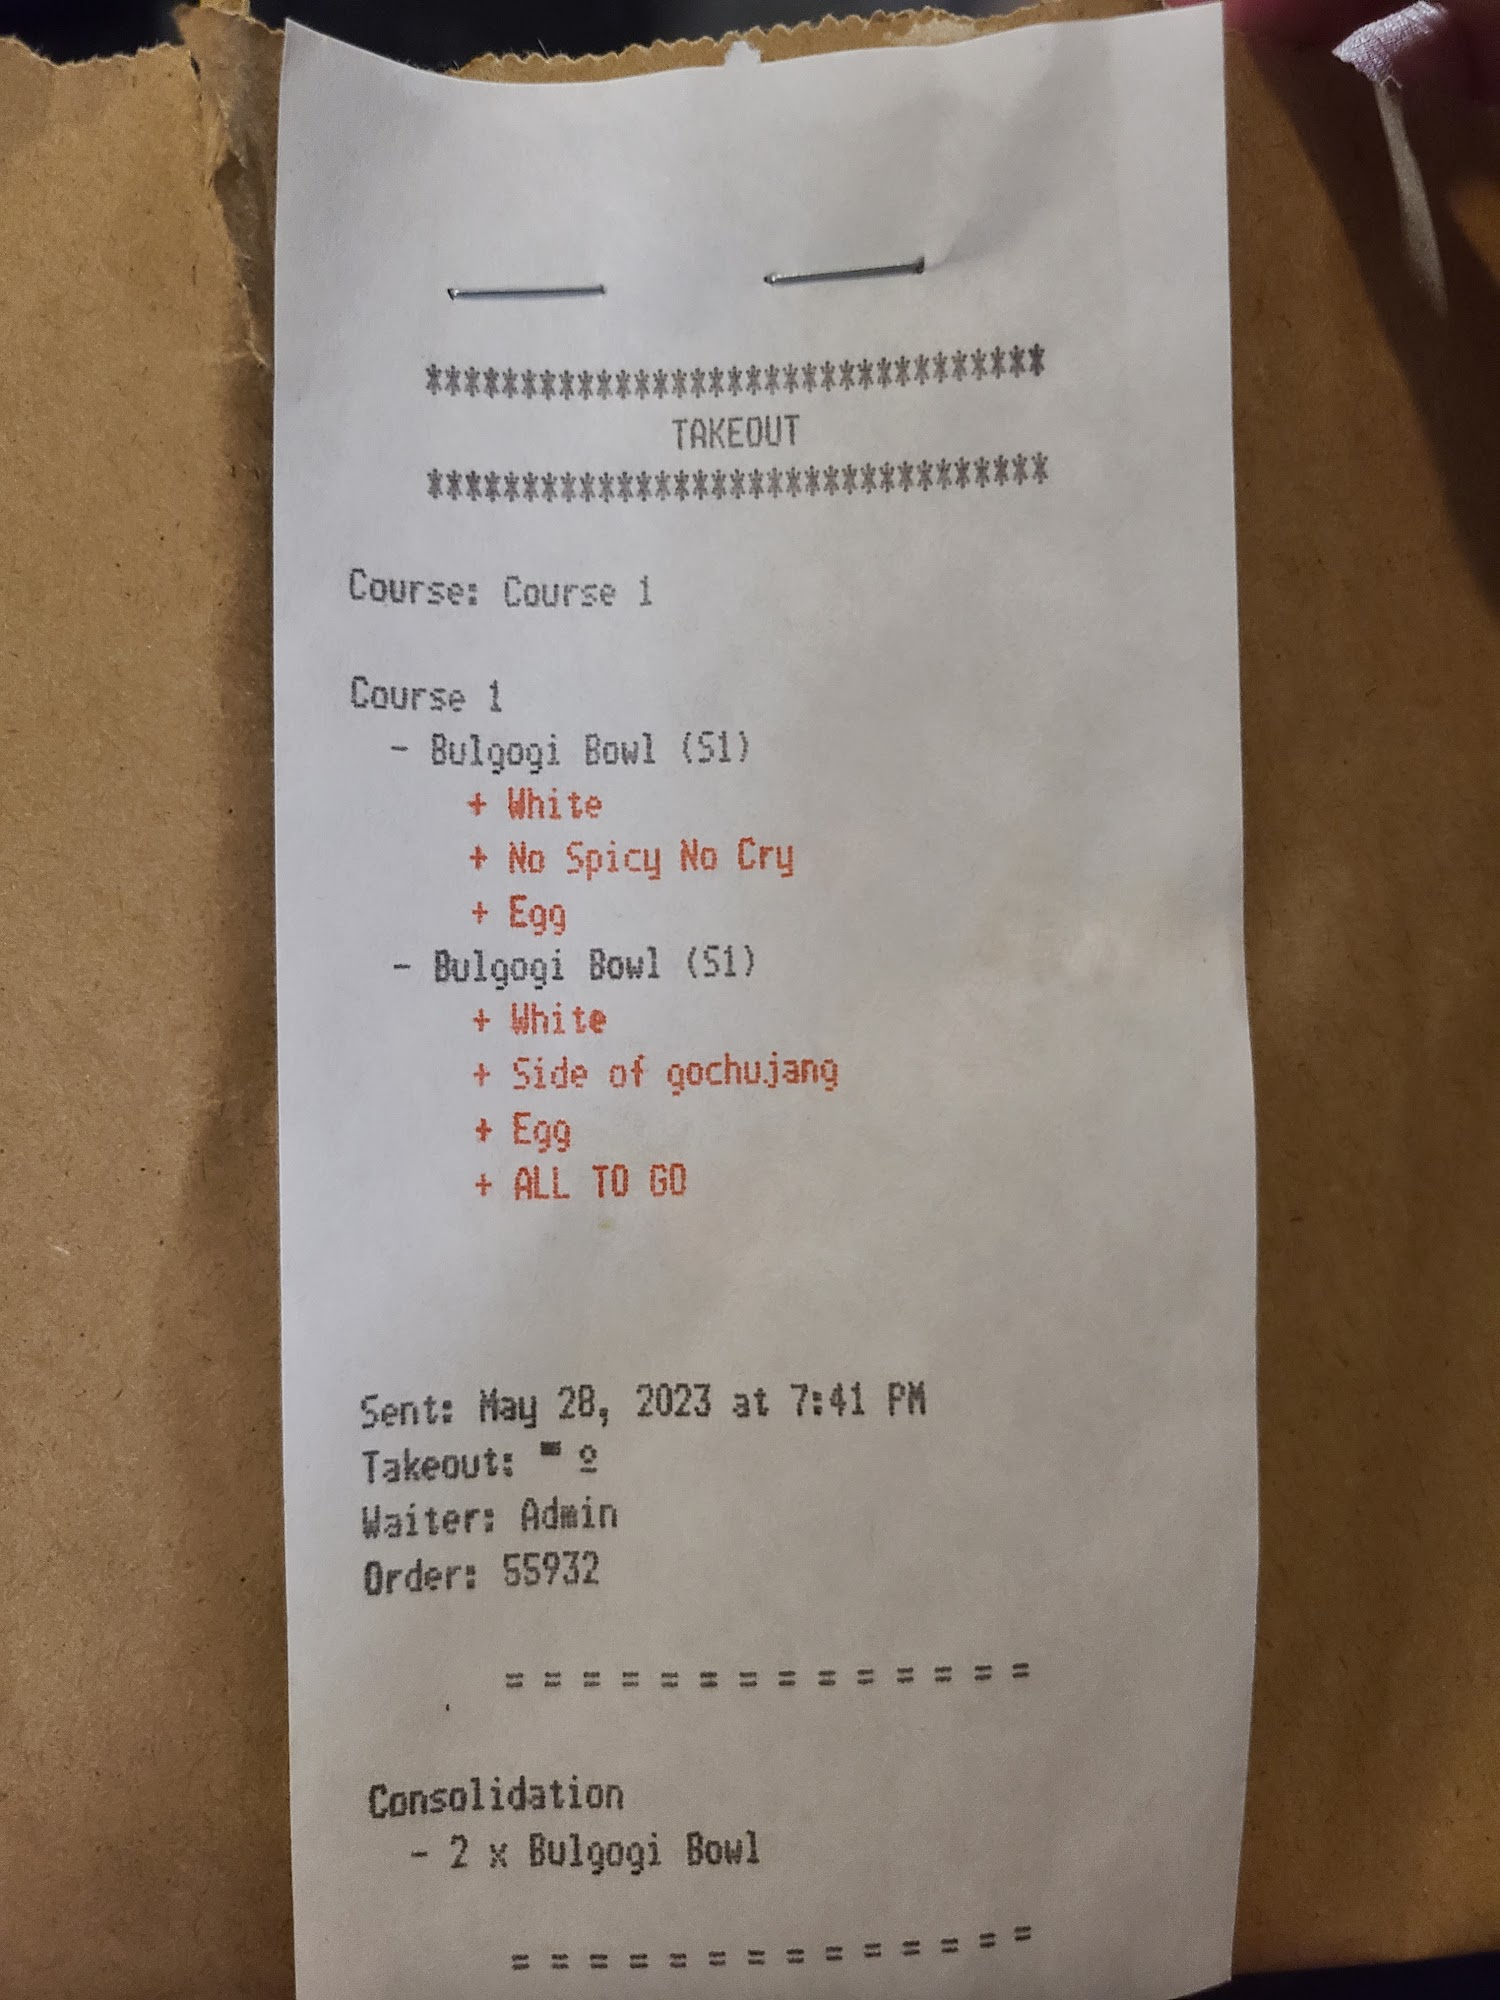 *********************************
TAKEOUT
*********************************
Course: Course 1
Course 1
- Bulgogi Bowl (S1)
+ White
+ No Spicy No Cry
+ Egg
- Bulgogi Bowl (S1)
+ White
+ Side of gochujang
+ Egg
+ ALL TO GO
Sent: May 28, 2023 at 7:41 PM
Takeout: º
Waiter: Admin
Order: 55932
= = = = = = = = = = = = = =
Consolidation
- 2 x Bulgogi Bowl
= = = = = = = = = = = = = =